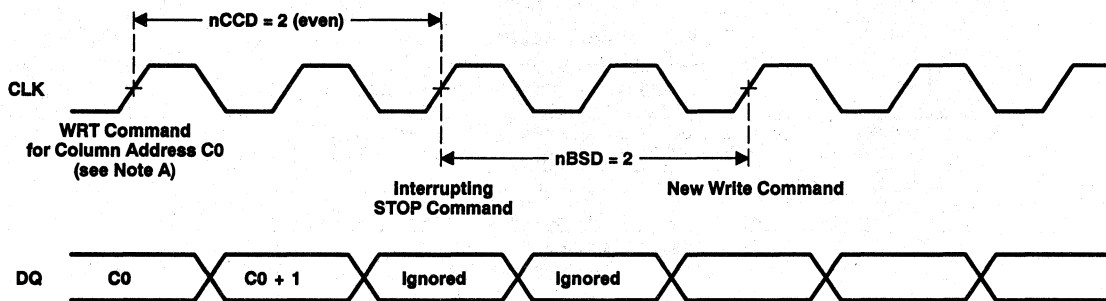 nCCD = 2 (even)
CLK
WRT Command
for Column Address C0
(see Note A)
nBSD = 2
Interrupting
STOP Command
New Write Command
DQ
C0
C0 + 1
Ignored
Ignored